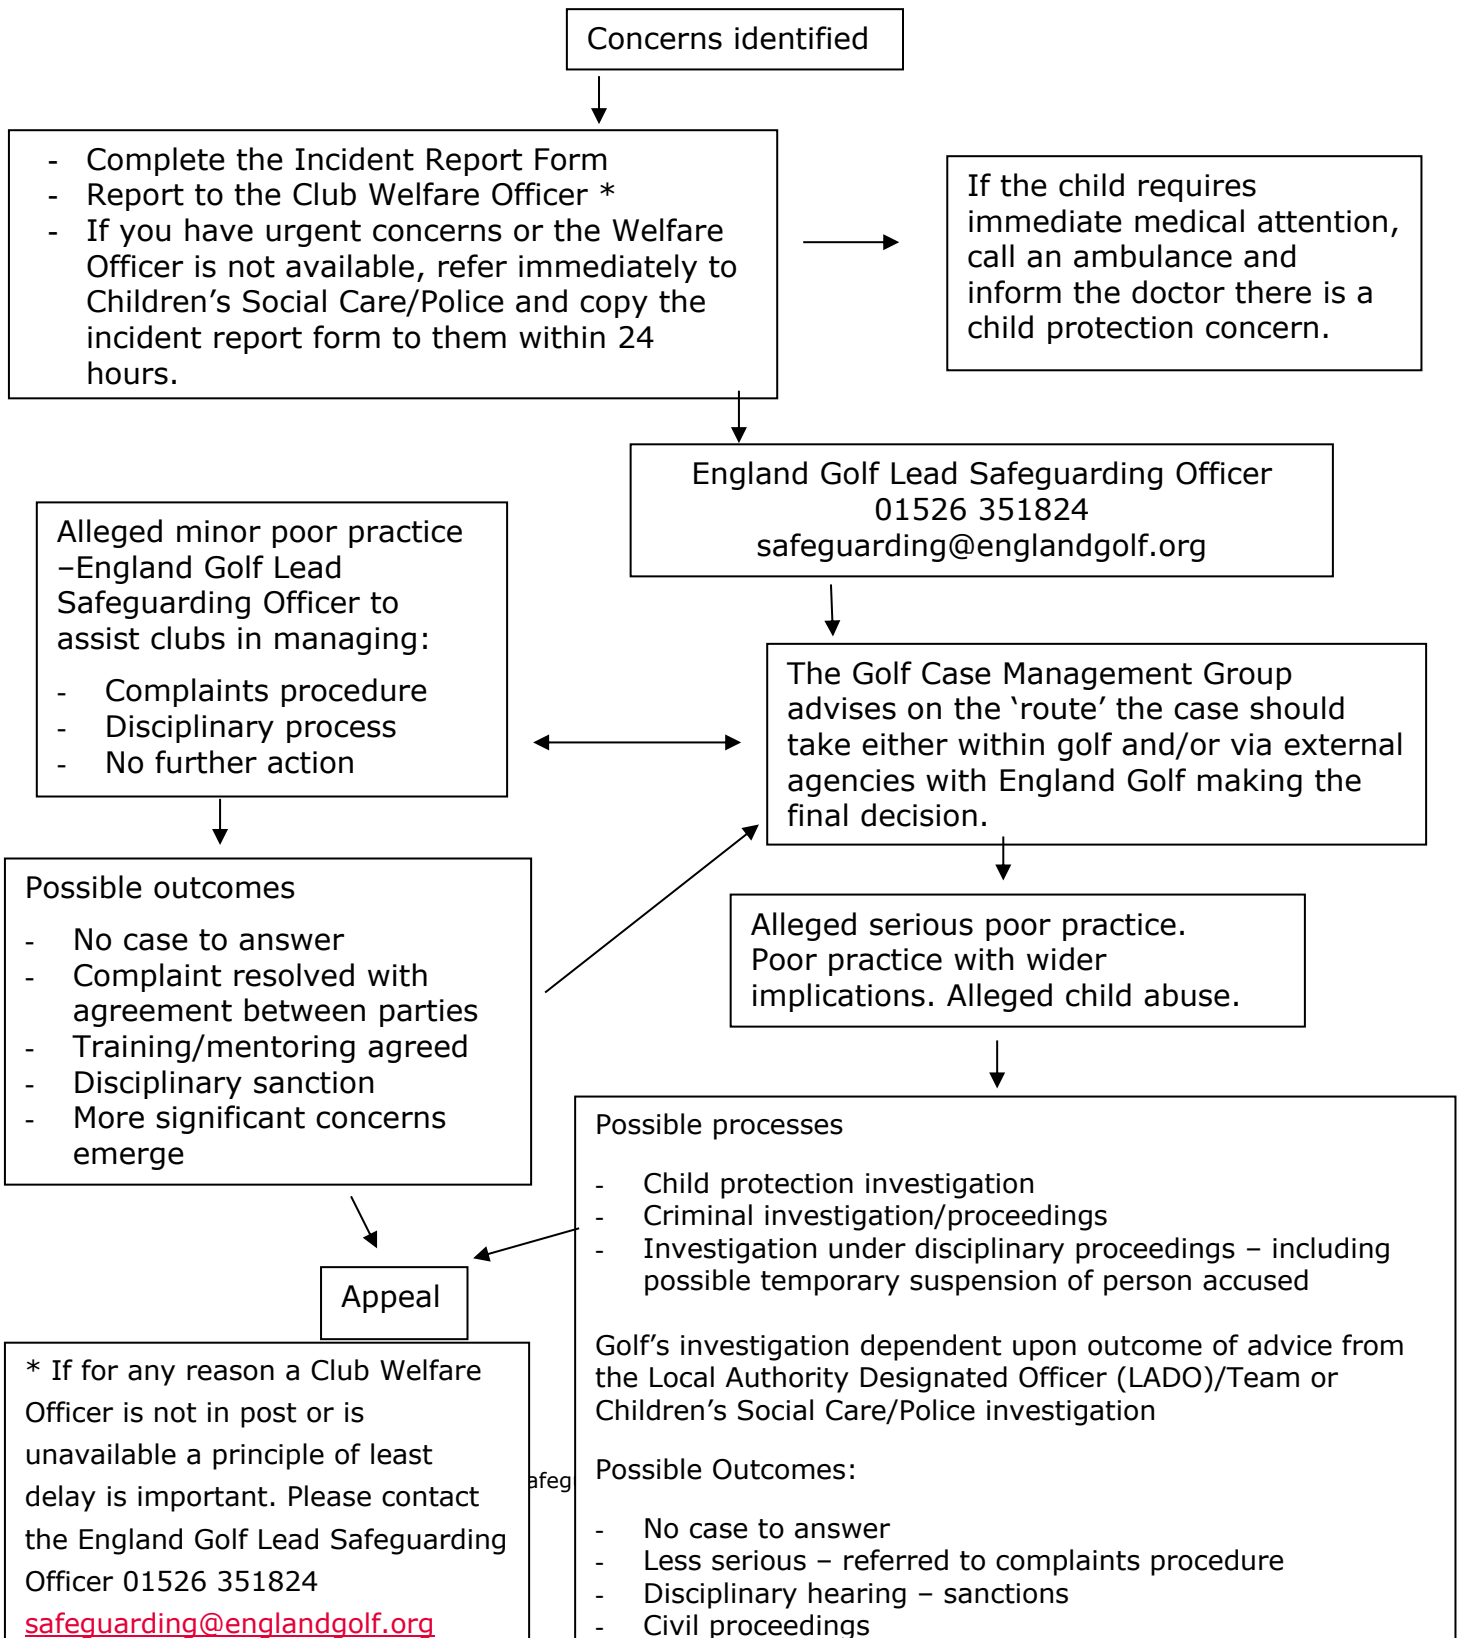 Concerns identified
- Complete the Incident Report Form
- Report to the Club Welfare Officer *
- If you have urgent concerns or the Welfare
Officer is not available, refer immediately to
Children’s Social Care/Police and copy the
incident report form to them within 24
hours.
If the child requires
immediate medical attention,
call an ambulance and
inform the doctor there is a
child protection concern.
England Golf Lead Safeguarding Officer
01526 351824
safeguarding@englandgolf.org
Alleged minor poor practice
–England Golf Lead
Safeguarding Officer to
assist clubs in managing:
- Complaints procedure
- Disciplinary process
- No further action
The Golf Case Management Group
advises on the ‘route’ the case should
take either within golf and/or via external
agencies with England Golf making the
final decision.
Possible outcomes
- No case to answer
- Complaint resolved with
agreement between parties
- Training/mentoring agreed
- Disciplinary sanction
- More significant concerns
emerge
Alleged serious poor practice.
Poor practice with wider
implications. Alleged child abuse.
Possible processes
- Child protection investigation
- Criminal investigation/proceedings
- Investigation under disciplinary proceedings – including
possible temporary suspension of person accused
Golf’s investigation dependent upon outcome of advice from
the Local Authority Designated Officer (LADO)/Team or
Children’s Social Care/Police investigation
Possible Outcomes:
- No case to answer
- Less serious – referred to complaints procedure
- Disciplinary hearing – sanctions
- Civil proceedings
Appeal
* If for any reason a Club Welfare
Officer is not in post or is
unavailable a principle of least
delay is important. Please contact
the England Golf Lead Safeguarding
Officer 01526 351824
safeguarding@englandgolf.org